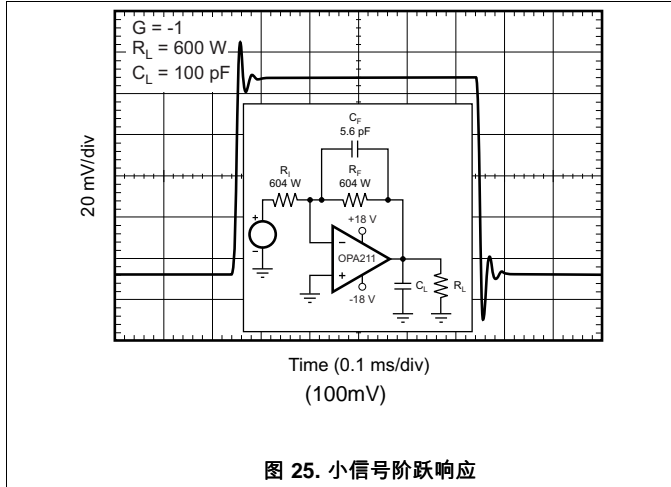 G = -1
R_L = 600 W
C_L = 100 pF
20 mV/div
C_F
5.6 pF
R_I
604 W
R_F
604 W
+
−
+18 V
−
OPA211
+
-18 V
C_L
R_L
Time (0.1 ms/div)
(100mV)
图 25. 小信号阶跃响应